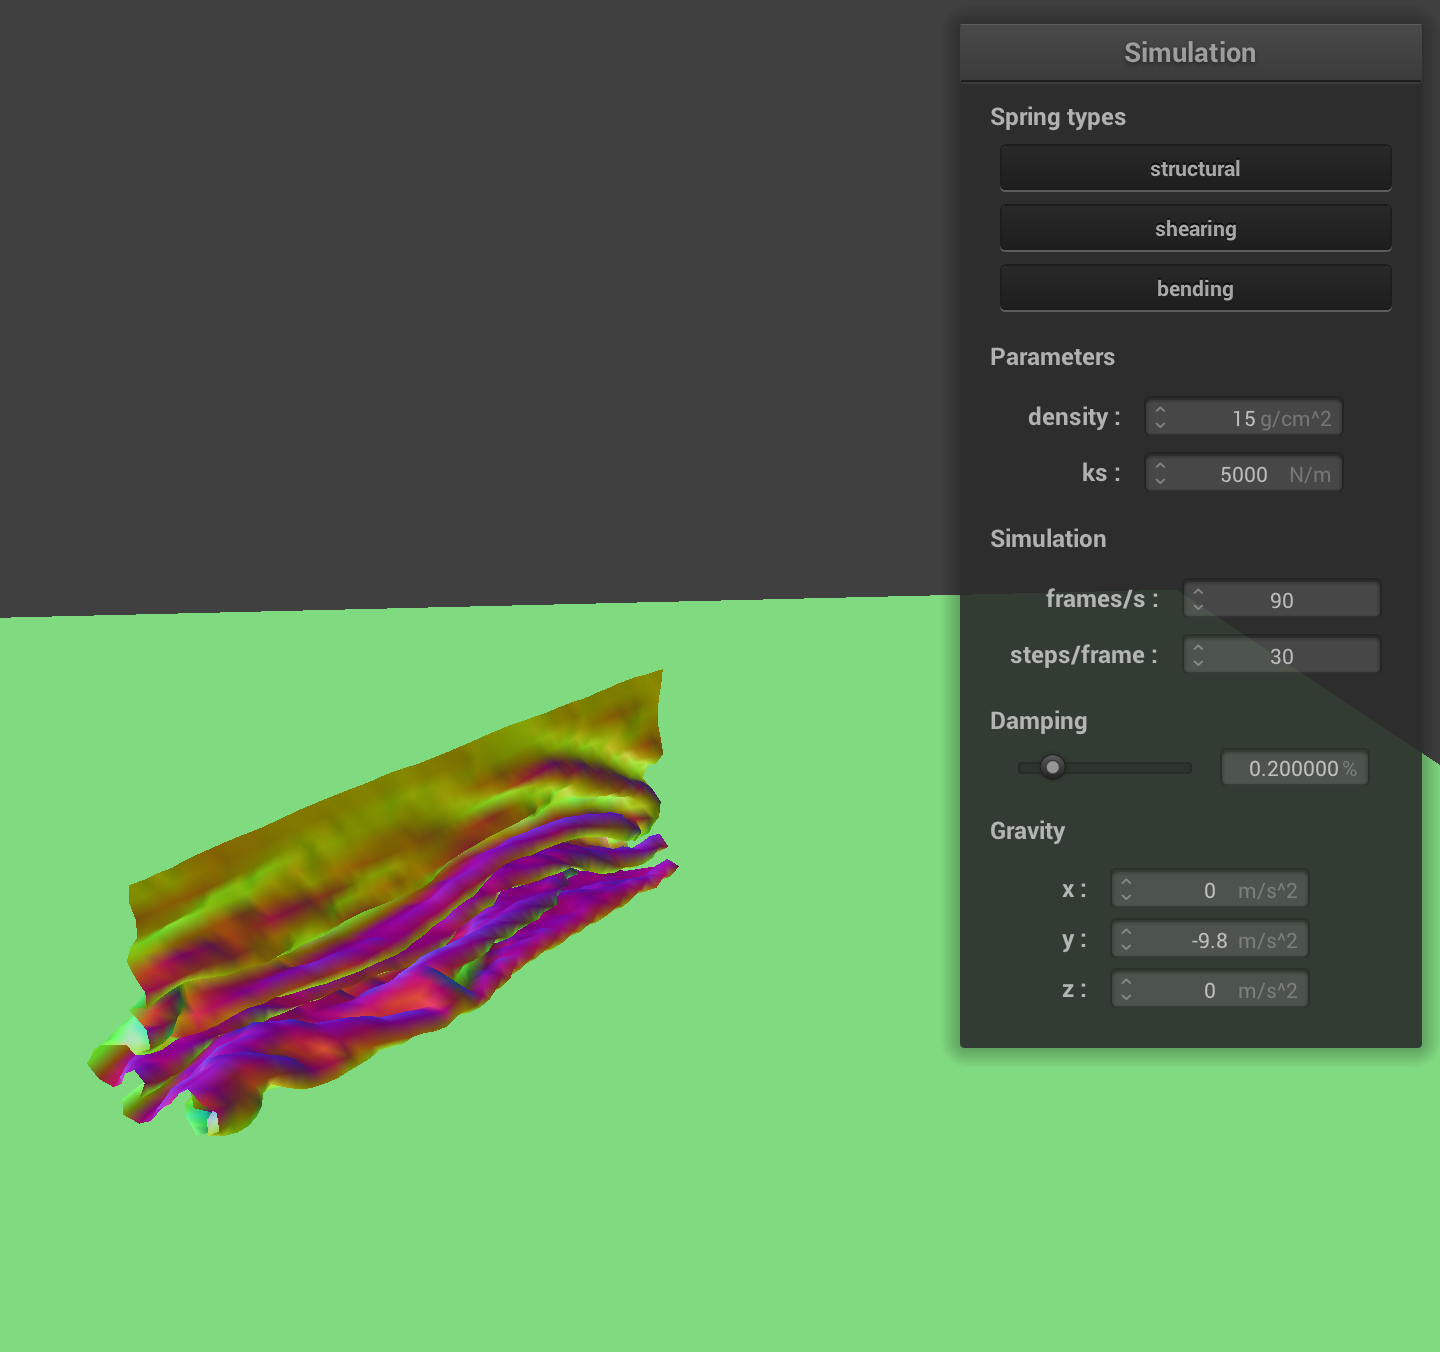 Simulation
Spring types
structural
shearing
bending
Parameters
density : 15 g/cm^2
ks : 5000 N/m
Simulation
frames/s : 90
steps/frame : 30
Damping
0.200000 %
Gravity
x : 0 m/s^2
y : -9.8 m/s^2
z : 0 m/s^2